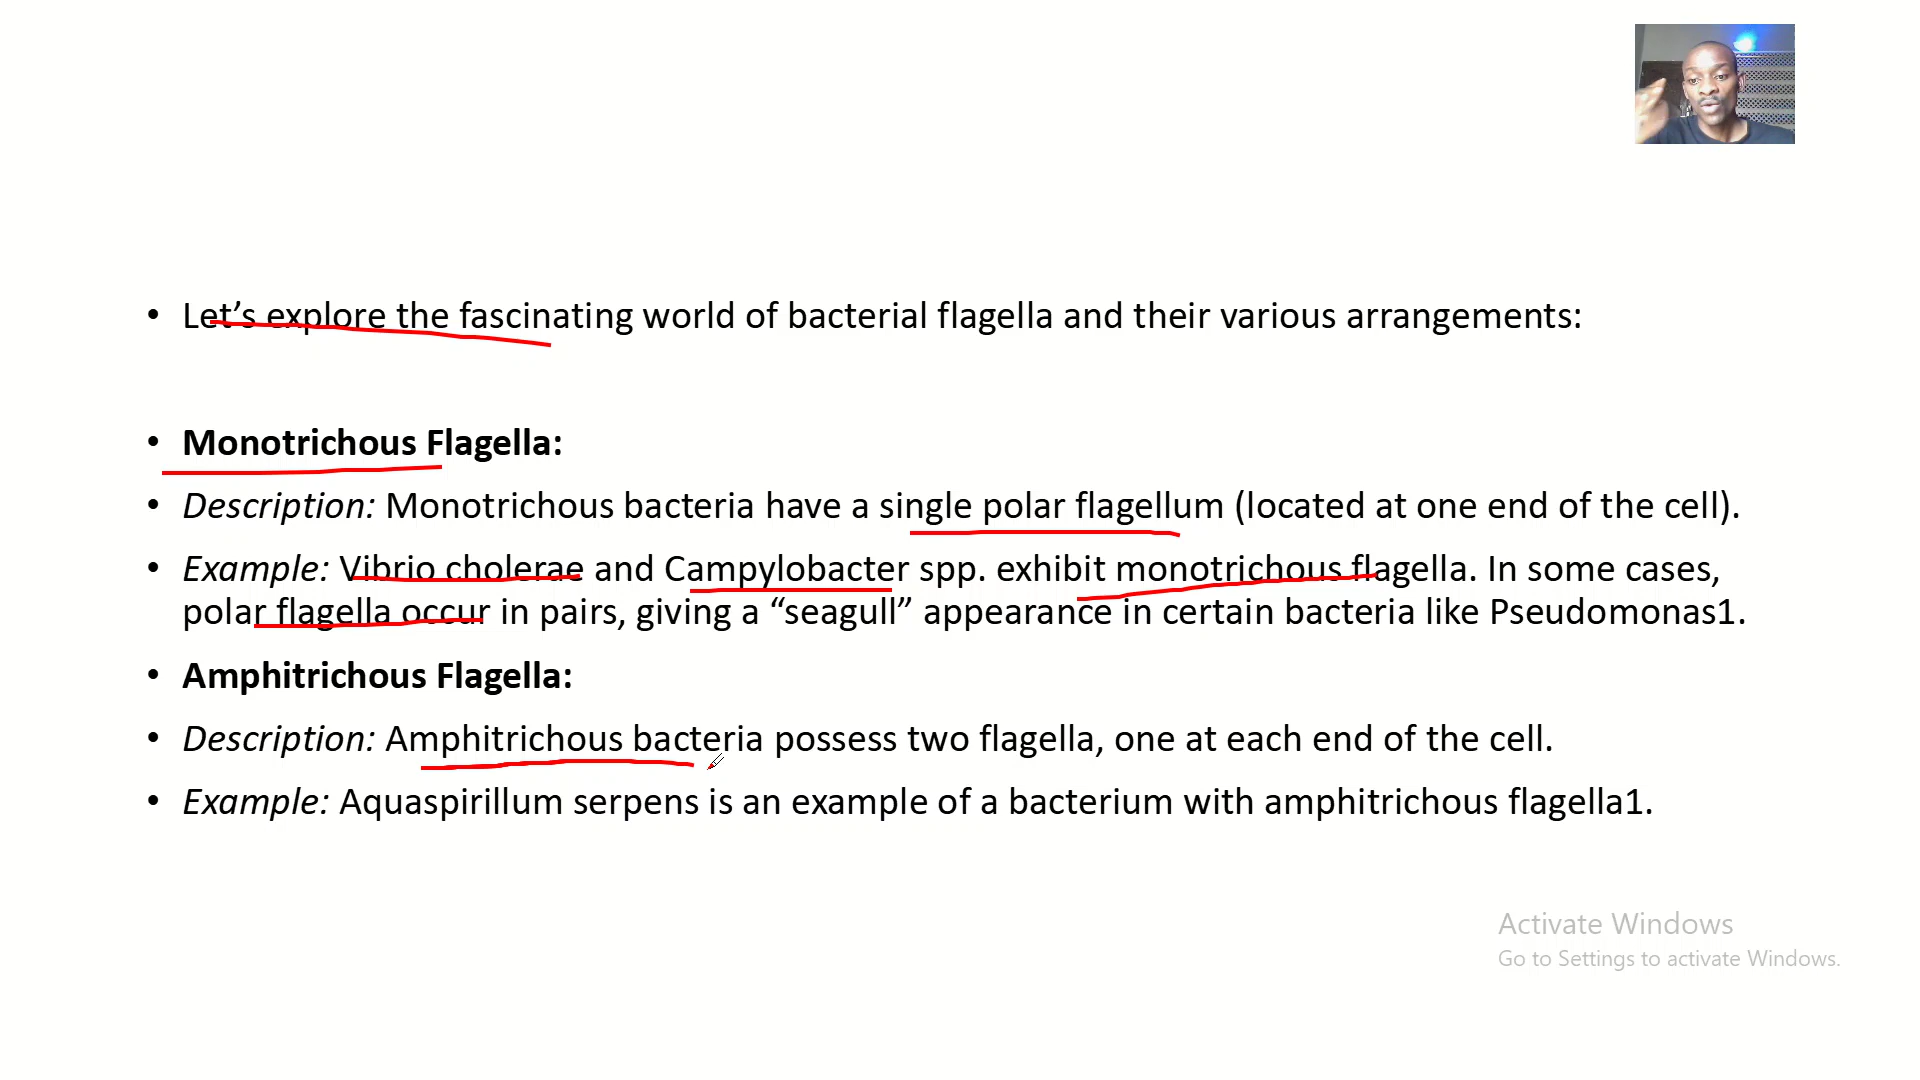 • Let’s explore the fascinating world of bacterial flagella and their various arrangements:
• Monotrichous Flagella:
• Description: Monotrichous bacteria have a single polar flagellum (located at one end of the cell).
• Example: Vibrio cholerae and Campylobacter spp. exhibit monotrichous flagella. In some cases,
polar flagella occur in pairs, giving a “seagull” appearance in certain bacteria like Pseudomonas1.
• Amphitrichous Flagella:
• Description: Amphitrichous bacteria possess two flagella, one at each end of the cell.
• Example: Aquaspirillum serpens is an example of a bacterium with amphitrichous flagella1.
Activate Windows
Go to Settings to activate Windows.